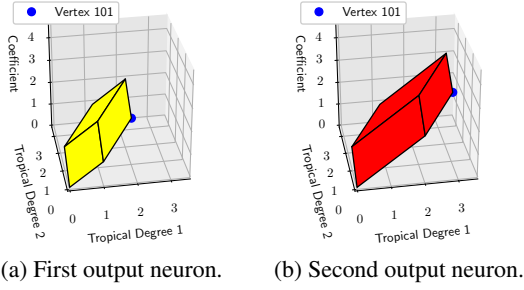 Vertex 101
Coefficient
4
3
2
1
0
3
2
1
0
0
1
2
3
Tropical Degree 2
Tropical Degree 1
(a) First output neuron.
Vertex 101
Coefficient
4
3
2
1
0
3
2
1
0
0
1
2
3
Tropical Degree 2
Tropical Degree 1
(b) Second output neuron.